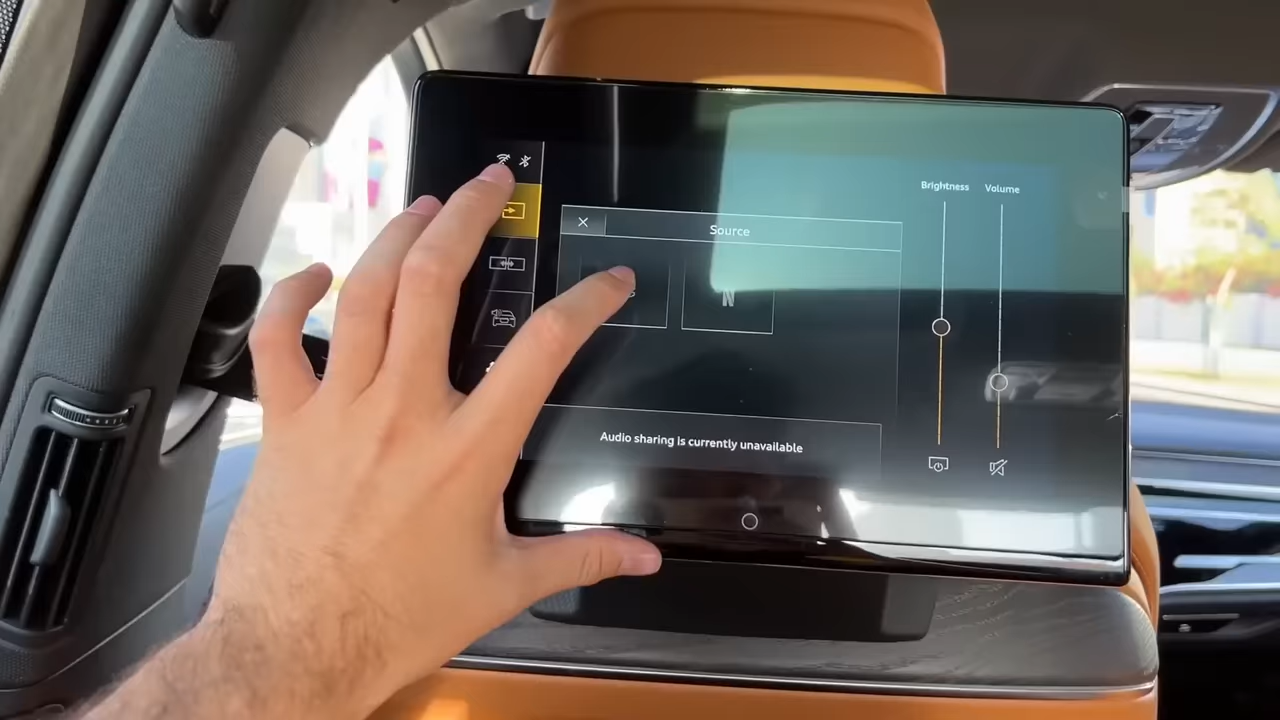 Brightness
Volume
Source
N
Audio sharing is currently unavailable